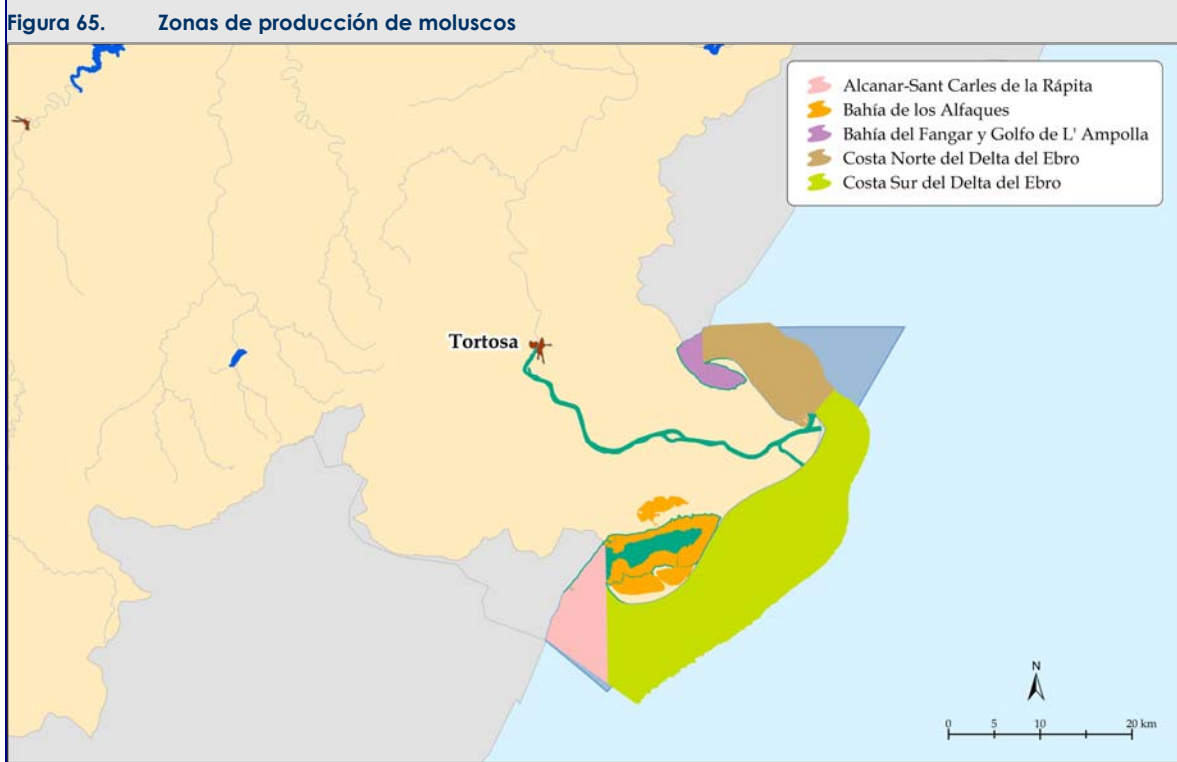 Figura 65. Zonas de producción de moluscos
Alcanar-Sant Carles de la Rápita
Bahía de los Alfaques
Bahía del Fangar y Golfo de L' Ampolla
Costa Norte del Delta del Ebro
Costa Sur del Delta del Ebro
Tortosa
N
0 5 10 20 km